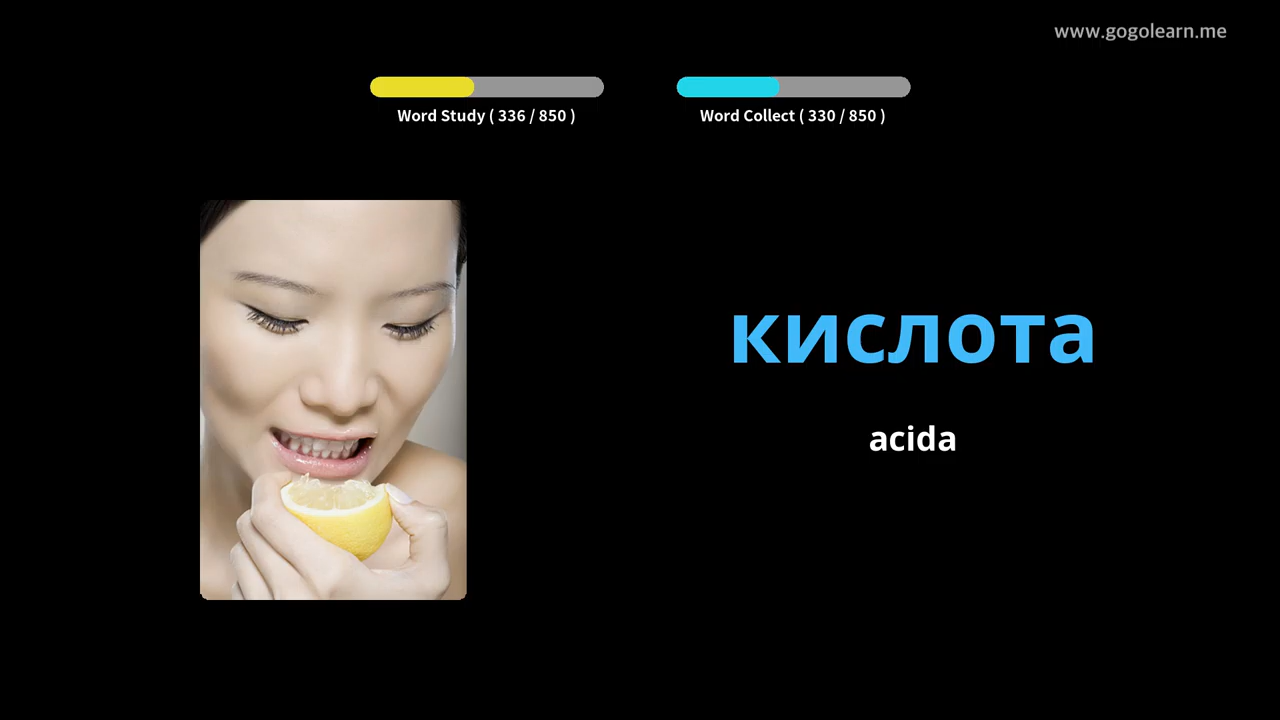 www.gogolearn.me
Word Study ( 336 / 850 )
Word Collect ( 330 / 850 )
кислота
acida